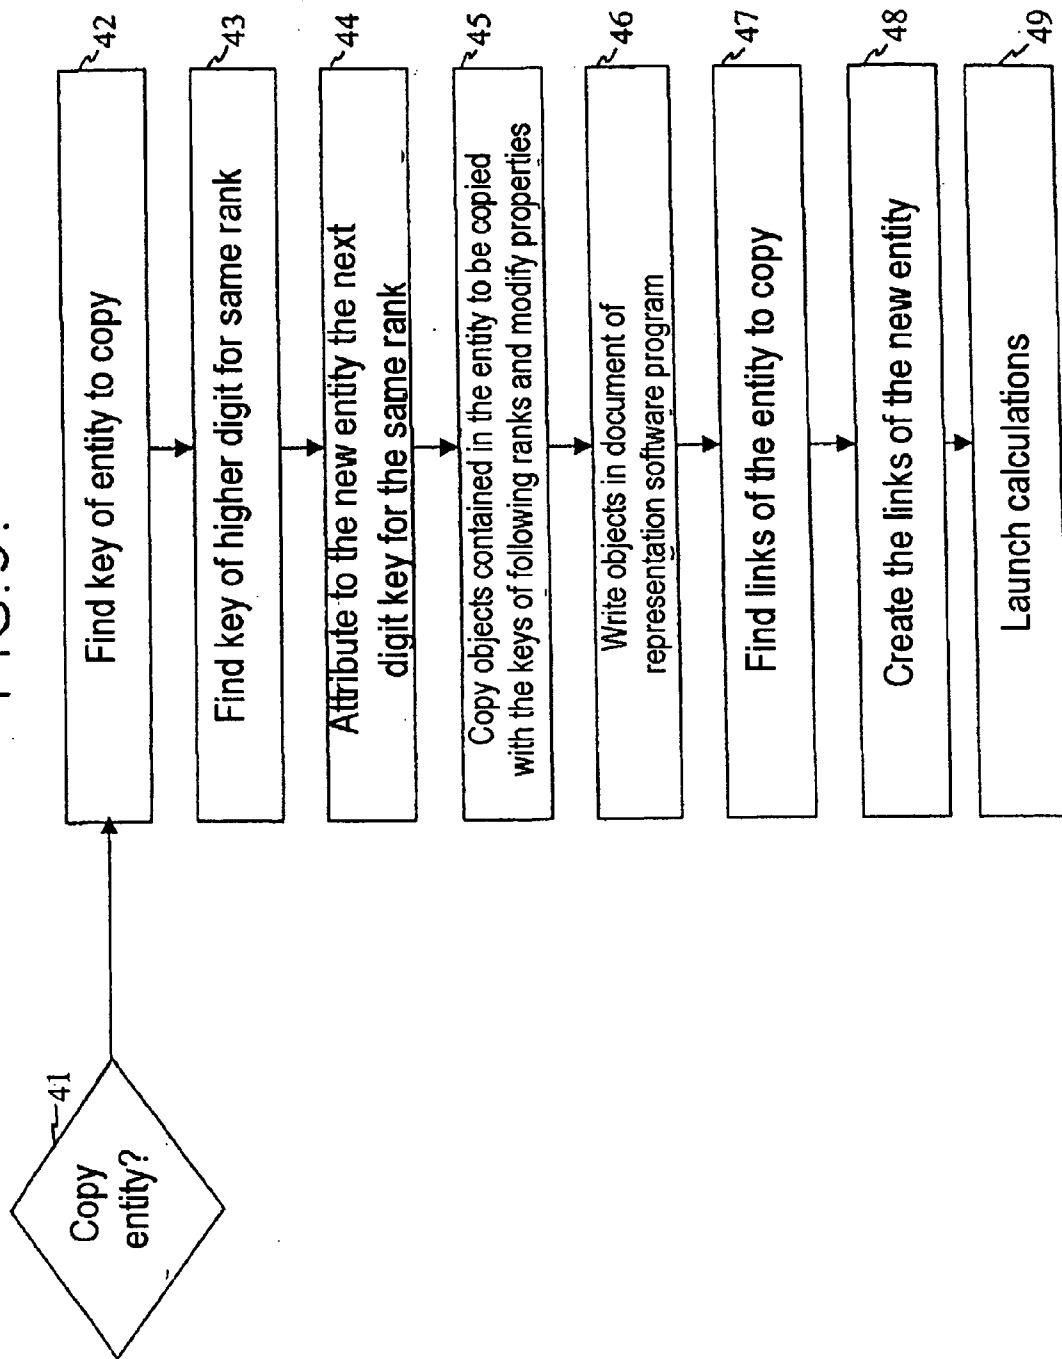 Copy
entity?
41
Find key of entity to copy
42
Find key of higher digit for same rank
43
Attribute to the new entity the next
digit key for the same rank
44
Copy objects contained in the entity to be copied
with the keys of following ranks and modify properties
45
Write objects in document of
representation software program
46
Find links of the entity to copy
47
Create the links of the new entity
48
Launch calculations
49